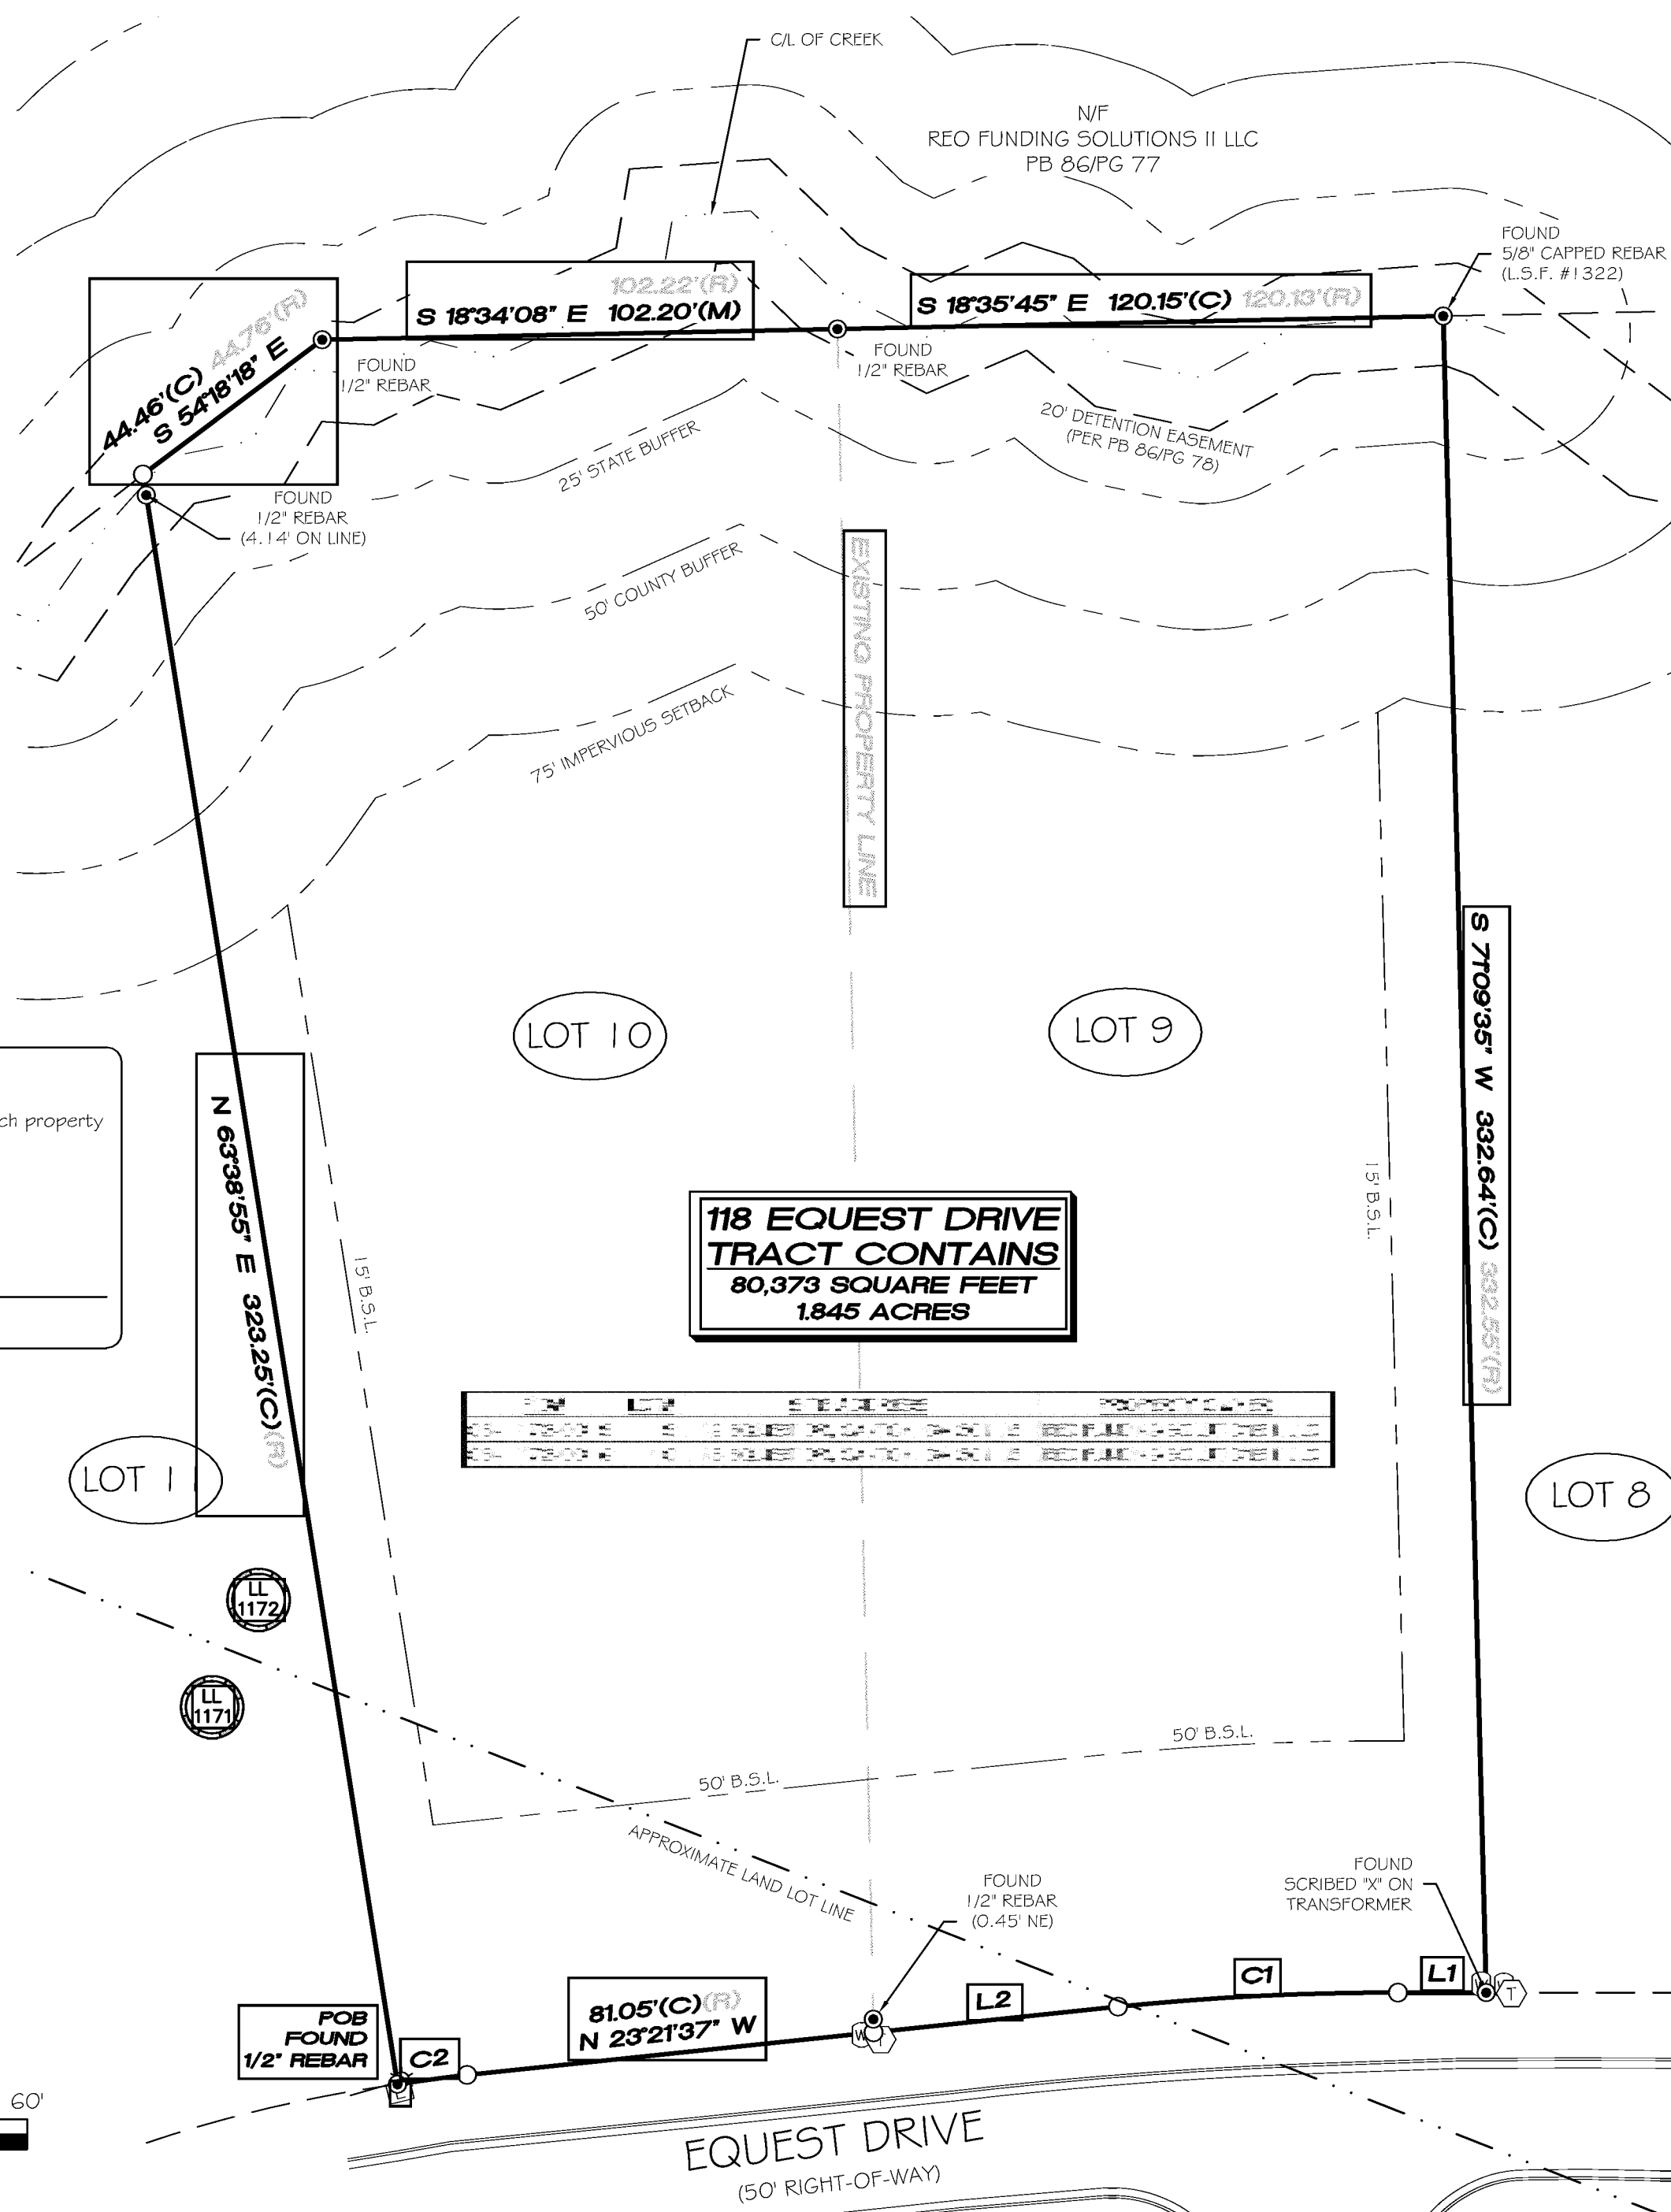 C/L OF CREEK
N/F
REO FUNDING SOLUTIONS II LLC
PB 86/PG 77
FOUND
5/8" CAPPED REBAR
(L.S.F. #1322)
102.22'(R)
S 18°34'08" E 102.20'(M)
S 18°35'45" E 120.15'(C) 120.13'(R)
44.46'(C) 44.76'(R)
S 54°18'18" E
FOUND
1/2" REBAR
FOUND
1/2" REBAR
20' DETENTION EASEMENT
(PER PB 86/PG 78)
25' STATE BUFFER
FOUND
1/2" REBAR
(4.14' ON LINE)
50' COUNTY BUFFER
EXISTING PROPERTY LINE
75' IMPERVIOUS SETBACK
S 71°09'35" W 332.64'(C) 332.55'(R)
LOT 10
LOT 9
ch property
N 63°38'55" E 323.25'(C)(R)
15' B.S.L.
15' B.S.L.
118 EQUEST DRIVE
TRACT CONTAINS
80,373 SQUARE FEET
1.845 ACRES
LOT 11
LOT 8
LL
1172
LL
1171
50' B.S.L.
50' B.S.L.
APPROXIMATE LAND LOT LINE
FOUND
1/2" REBAR
(0.45' NE)
FOUND
SCRIBED "X" ON
TRANSFORMER
C1
L1
L2
T
81.05'(C)(R)
N 23°21'37" W
W
T
POB
FOUND
1/2" REBAR
C2
60'
EQUEST DRIVE
(50' RIGHT-OF-WAY)